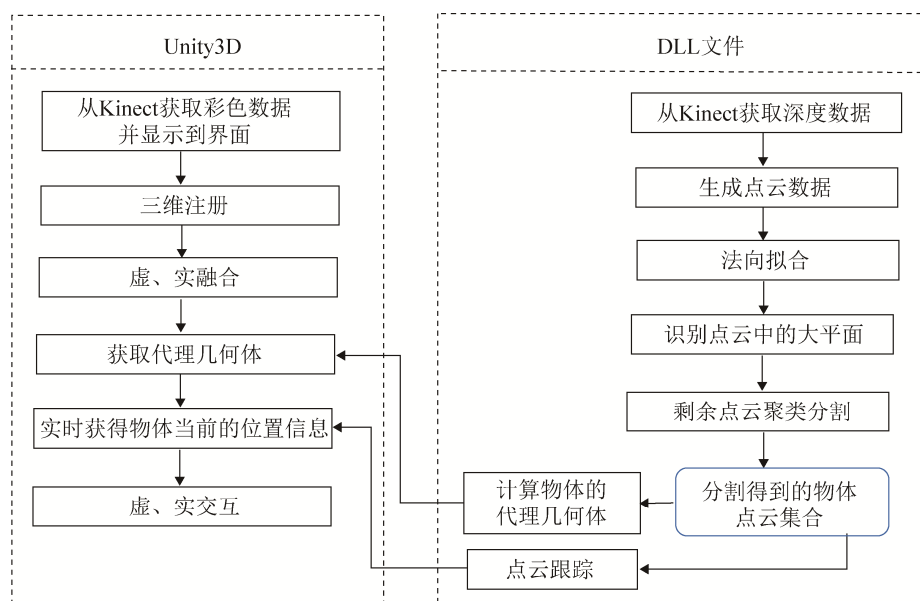 Unity3D
从Kinect获取彩色数据
并显示到界面
三维注册
虚、实融合
获取代理几何体
实时获得物体当前的位置信息
虚、实交互
DLL文件
从Kinect获取深度数据
生成点云数据
法向拟合
识别点云中的大平面
剩余点云聚类分割
分割得到的物体
点云集合
计算物体的
代理几何体
点云跟踪